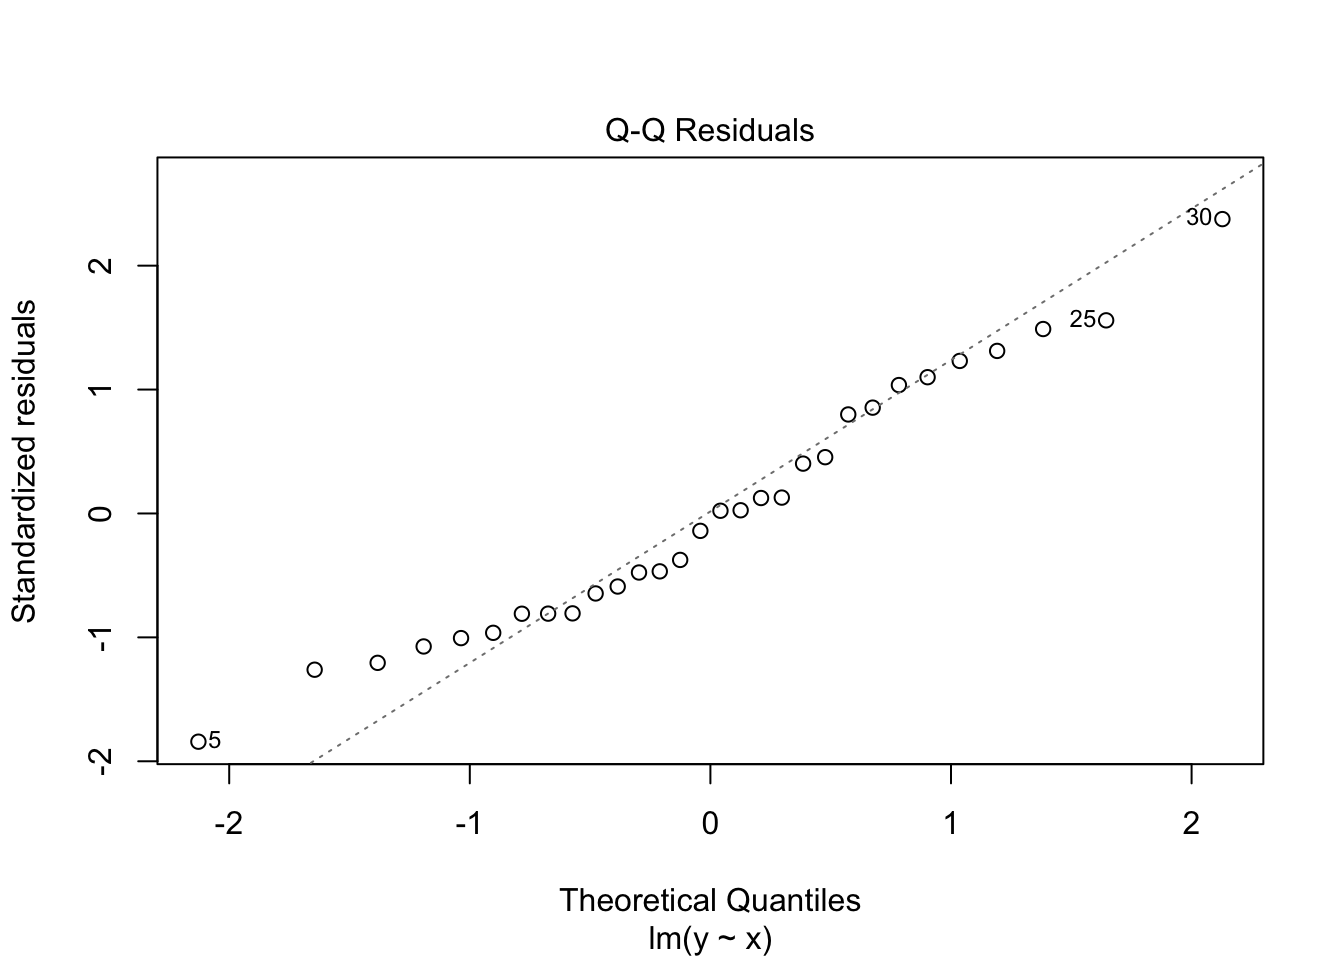 Q-Q Residuals
Standardized residuals
2
1
0
-1
-2
30
25
5
-2 -1 0 1 2
Theoretical Quantiles
lm(y ~ x)